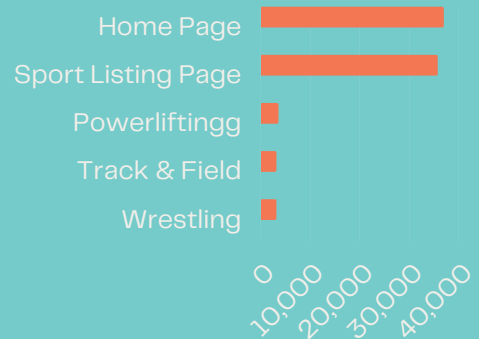 Home Page
Sport Listing Page
Powerliftingg
Track & Field
Wrestling
0
10,000
20,000
30,000
40,000